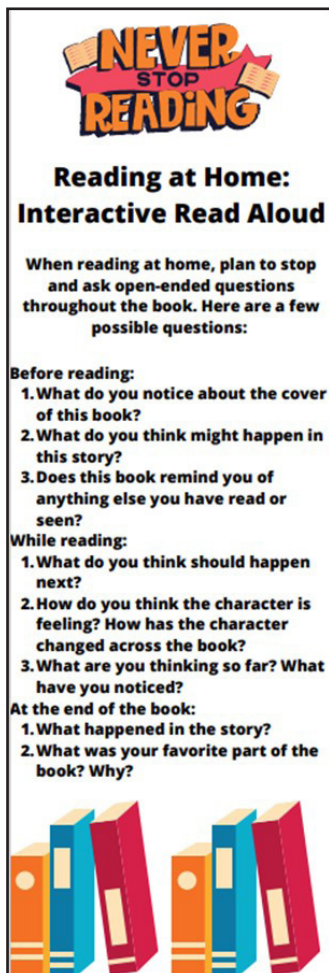 NEVER
STOP
READING
Reading at Home:
Interactive Read Aloud
When reading at home, plan to stop
and ask open-ended questions
throughout the book. Here are a few
possible questions:
Before reading:
1. What do you notice about the cover
of this book?
2. What do you think might happen in
this story?
3. Does this book remind you of
anything else you have read or
seen?
While reading:
1. What do you think should happen
next?
2. How do you think the character is
feeling? How has the character
changed across the book?
3. What are you thinking so far? What
have you noticed?
At the end of the book:
1. What happened in the story?
2. What was your favorite part of the
book? Why?